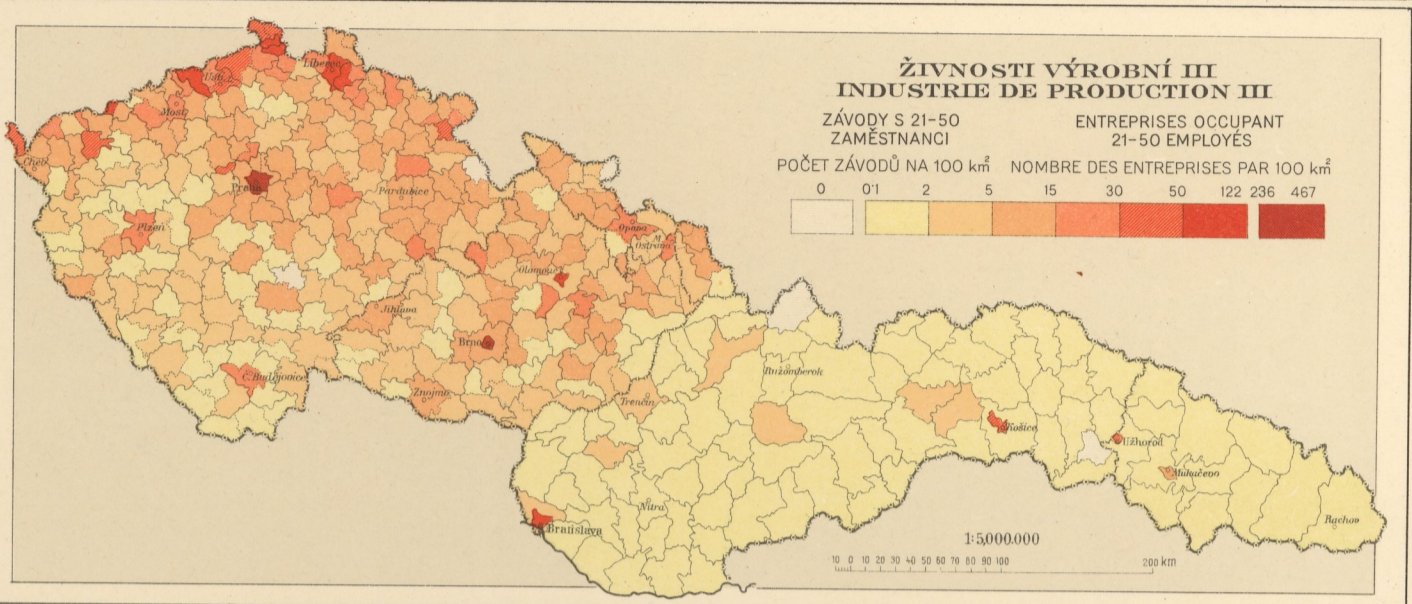 ŽIVNOSTI VÝROBNÍ III
INDUSTRIE DE PRODUCTION III
ZÁVODY S 21-50
ZAMĚSTNANCI
ENTREPRISES OCCUPANT
21-50 EMPLOYÉS
POČET ZÁVODŮ NA 100 km² NOMBRE DES ENTREPRISES PAR 100 km²
0 0'1 2 5 15 30 50 122 236 467
Liberec
Ústí
Most
Cheb
Praha
Pardubice
Plzeň
Opava
M.
Ostrava
Olomouc
Jihlava
Brno
Č. Budějovice
Znojmo
Trenčín
Ružomberok
Košice
Užhorod
Mukačevo
Nitra
Bratislava
Rachov
1:5,000.000
10 0 10 20 30 40 50 60 70 80 90 100 200 km